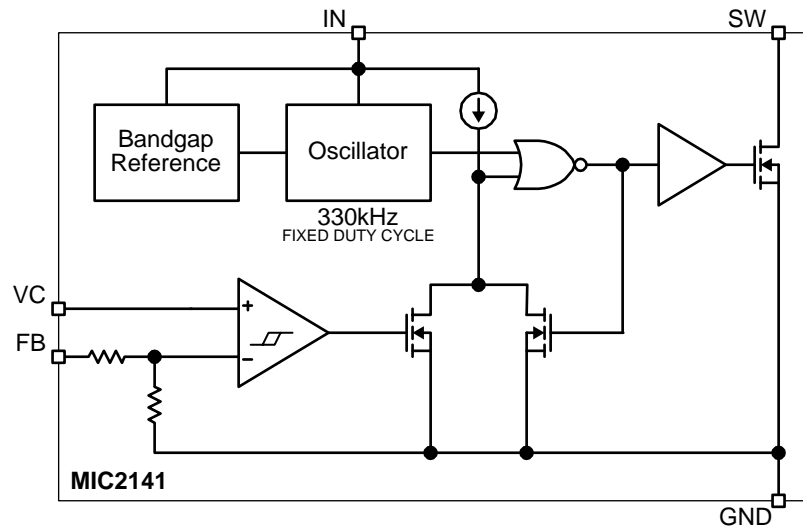 IN
SW
Bandgap
Reference
Oscillator
330kHz
FIXED DUTY CYCLE
VC
+
FB
–
MIC2141
GND